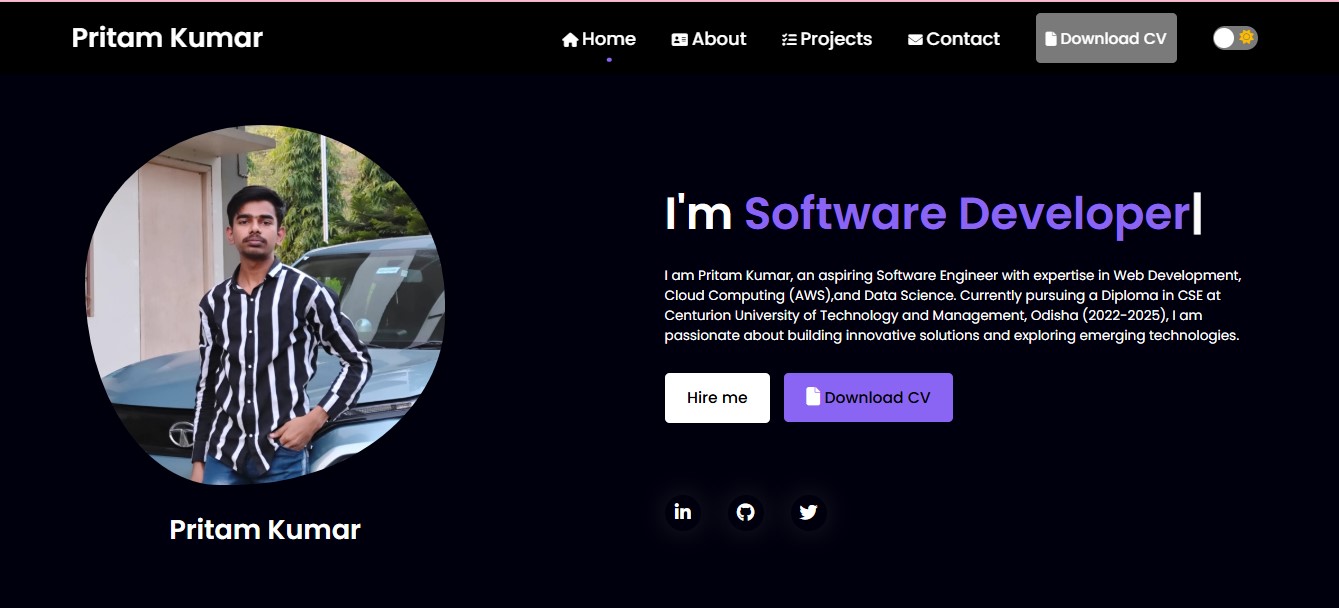 Pritam Kumar
Home
About
Projects
Contact
Download CV
I'm Software Developer|
I am Pritam Kumar, an aspiring Software Engineer with expertise in Web Development,
Cloud Computing (AWS),and Data Science. Currently pursuing a Diploma in CSE at
Centurion University of Technology and Management, Odisha (2022-2025), I am
passionate about building innovative solutions and exploring emerging technologies.
Hire me
Download CV
in
Pritam Kumar